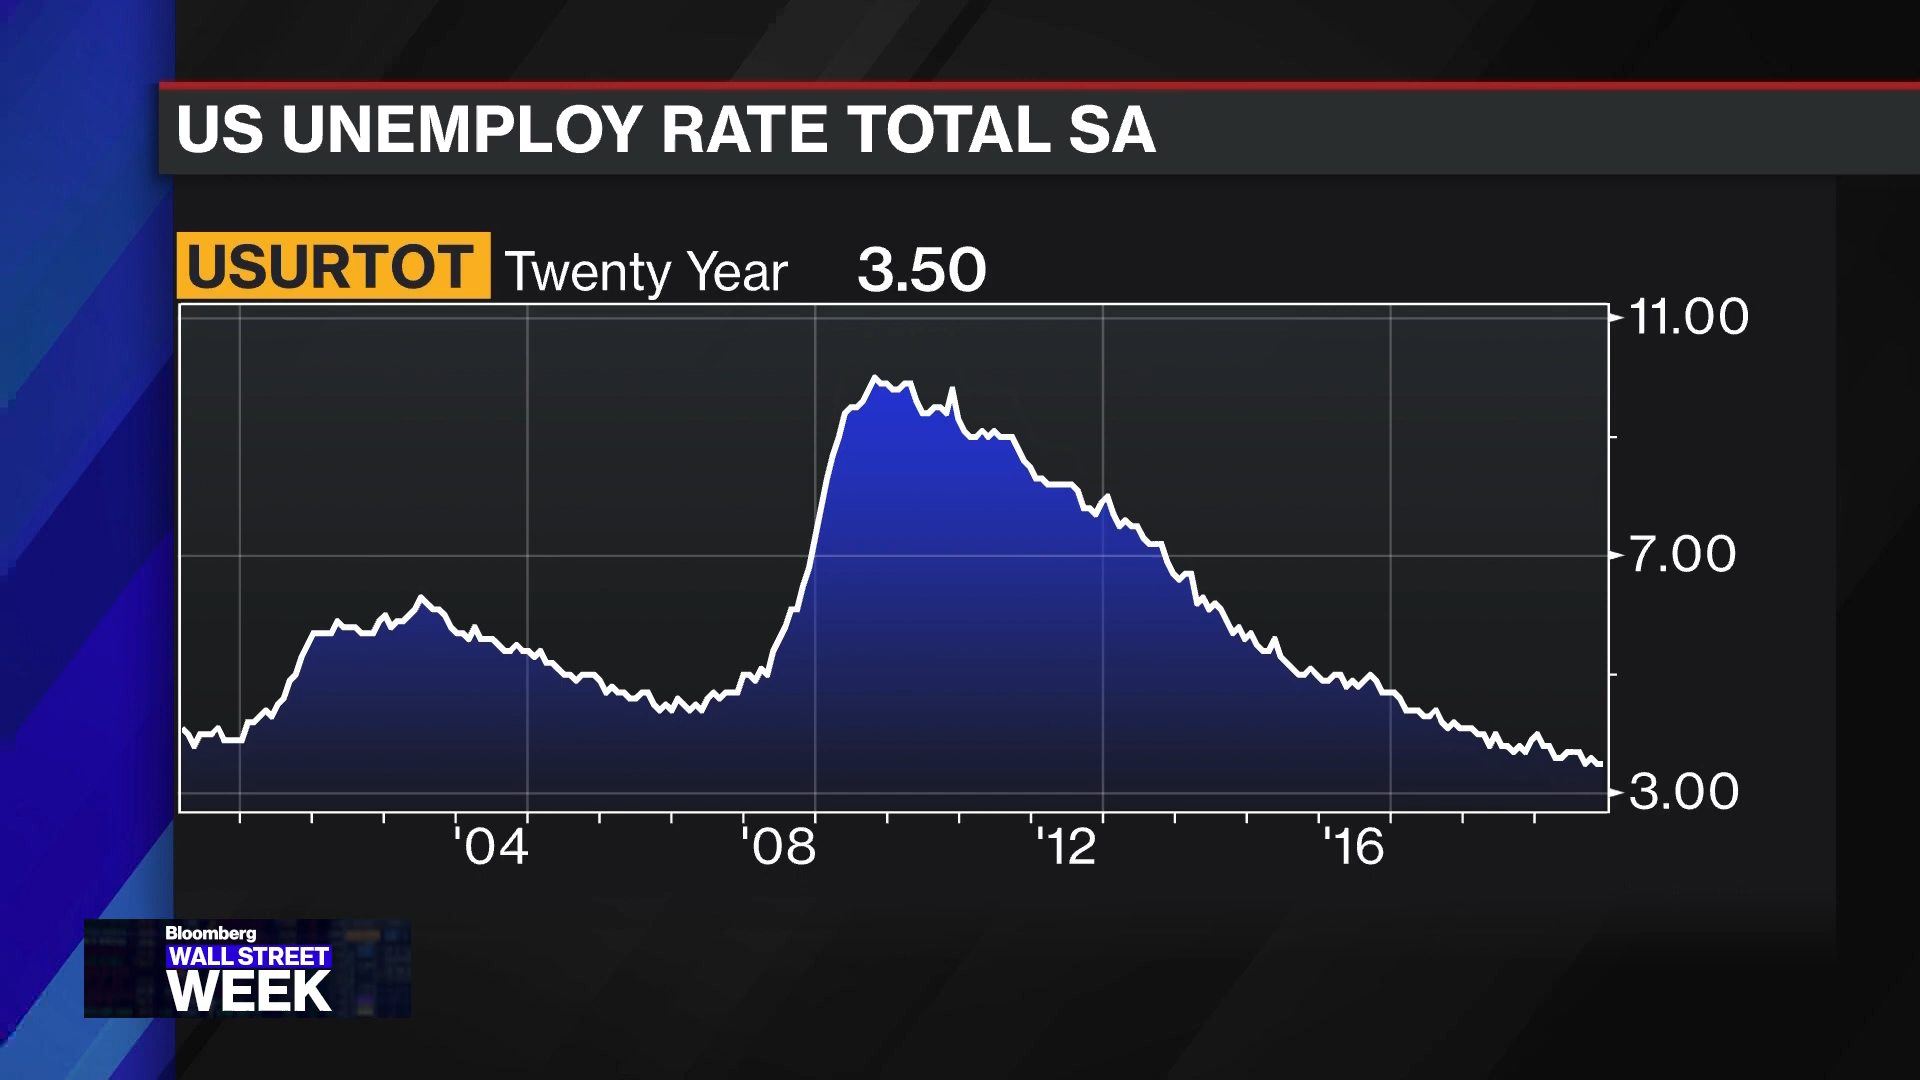 US UNEMPLOY RATE TOTAL SA
USURTOT Twenty Year 3.50
11.00
7.00
3.00
'04 '08 '12 '16
Bloomberg
WALL STREET
WEEK